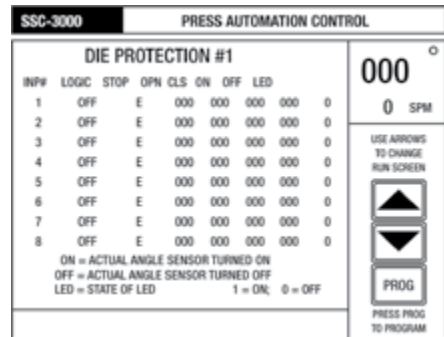 SSC-3000 PRESS AUTOMATION CONTROL
DIE PROTECTION #1
000 °
0 SPM
INP# LOGIC STOP OPN CLS ON OFF LED
1 OFF E 000 000 000 000 0
2 OFF E 000 000 000 000 0
3 OFF E 000 000 000 000 0
4 OFF E 000 000 000 000 0
5 OFF E 000 000 000 000 0
6 OFF E 000 000 000 000 0
7 OFF E 000 000 000 000 0
8 OFF E 000 000 000 000 0
ON = ACTUAL ANGLE SENSOR TURNED ON
OFF = ACTUAL ANGLE SENSOR TURNED OFF
LED = STATE OF LED 1 = ON; 0 = OFF
USE ARROWS
TO CHANGE
RUN SCREEN
PROG
PRESS PROG
TO PROGRAM